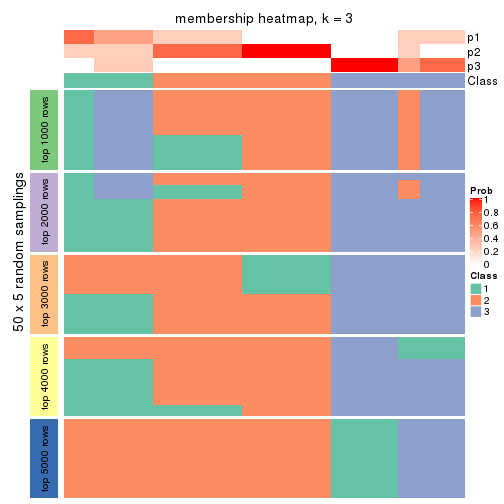 membership heatmap, k = 3
p1
p2
p3
Class
50 x 5 random samplings
top 1000 rows
top 2000 rows
top 3000 rows
top 4000 rows
top 5000 rows
Prob
1
0.8
0.6
0.4
0.2
0
Class
1
2
3